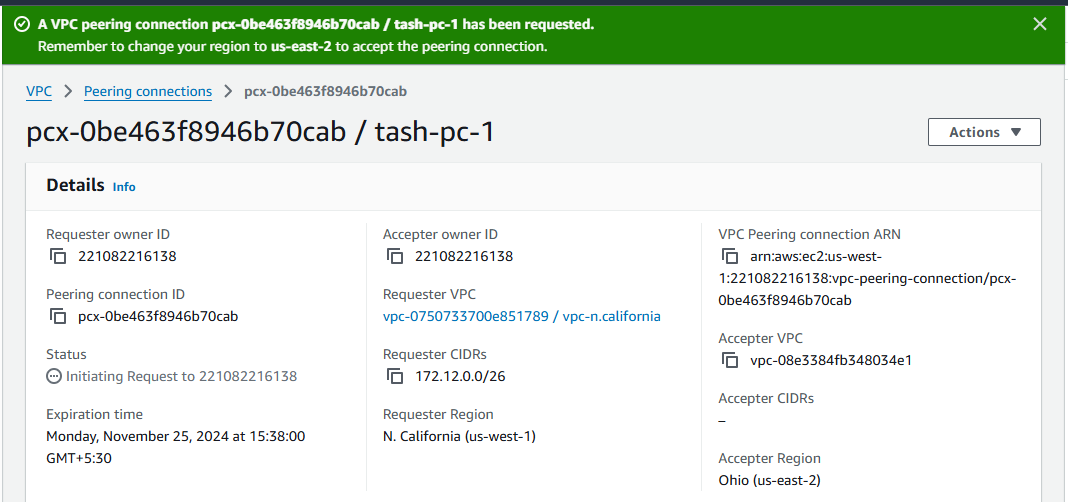 A VPC peering connection pcx-0be463f8946b70cab / tash-pc-1 has been requested.
Remember to change your region to us-east-2 to accept the peering connection.
VPC > Peering connections > pcx-0be463f8946b70cab
pcx-0be463f8946b70cab / tash-pc-1
Actions
Details Info
Requester owner ID
221082216138
Peering connection ID
pcx-0be463f8946b70cab
Status
Initiating Request to 221082216138
Expiration time
Monday, November 25, 2024 at 15:38:00
GMT+5:30
Accepter owner ID
221082216138
Requester VPC
vpc-0750733700e851789 / vpc-n.california
Requester CIDRs
172.12.0.0/26
Requester Region
N. California (us-west-1)
VPC Peering connection ARN
arn:aws:ec2:us-west-
1:221082216138:vpc-peering-connection/pcx-
0be463f8946b70cab
Accepter VPC
vpc-08e3384fb348034e1
Accepter CIDRs
–
Accepter Region
Ohio (us-east-2)